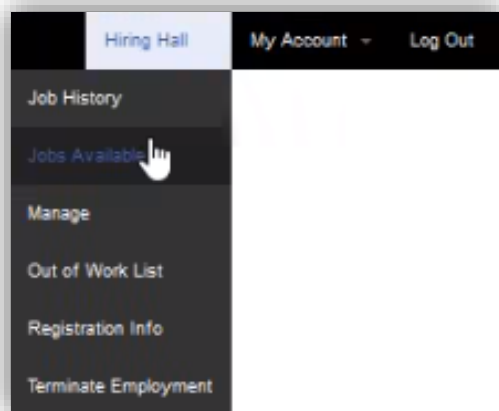 Hiring Hall My Account Log Out
Job History
Jobs Available
Manage
Out of Work List
Registration Info
Terminate Employment